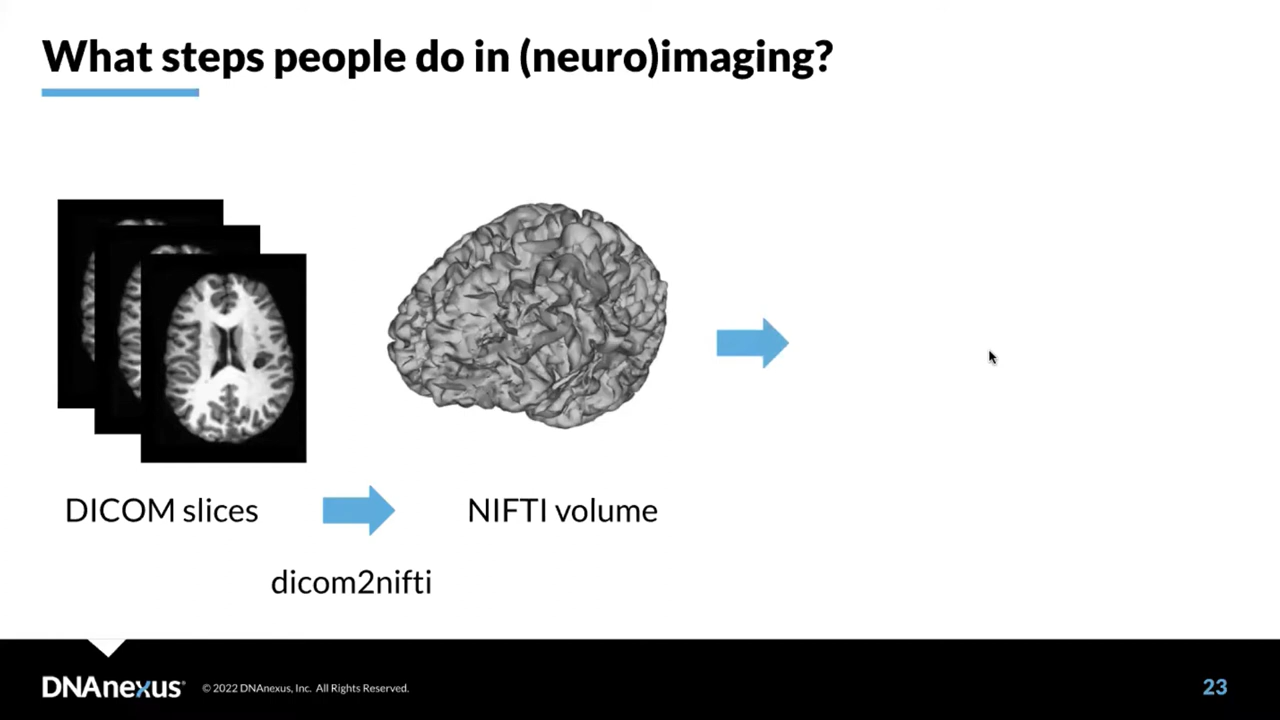 What steps people do in (neuro)imaging?
DICOM slices
NIFTI volume
dicom2nifti
DNAnexus® © 2022 DNAnexus, Inc. All Rights Reserved.
23